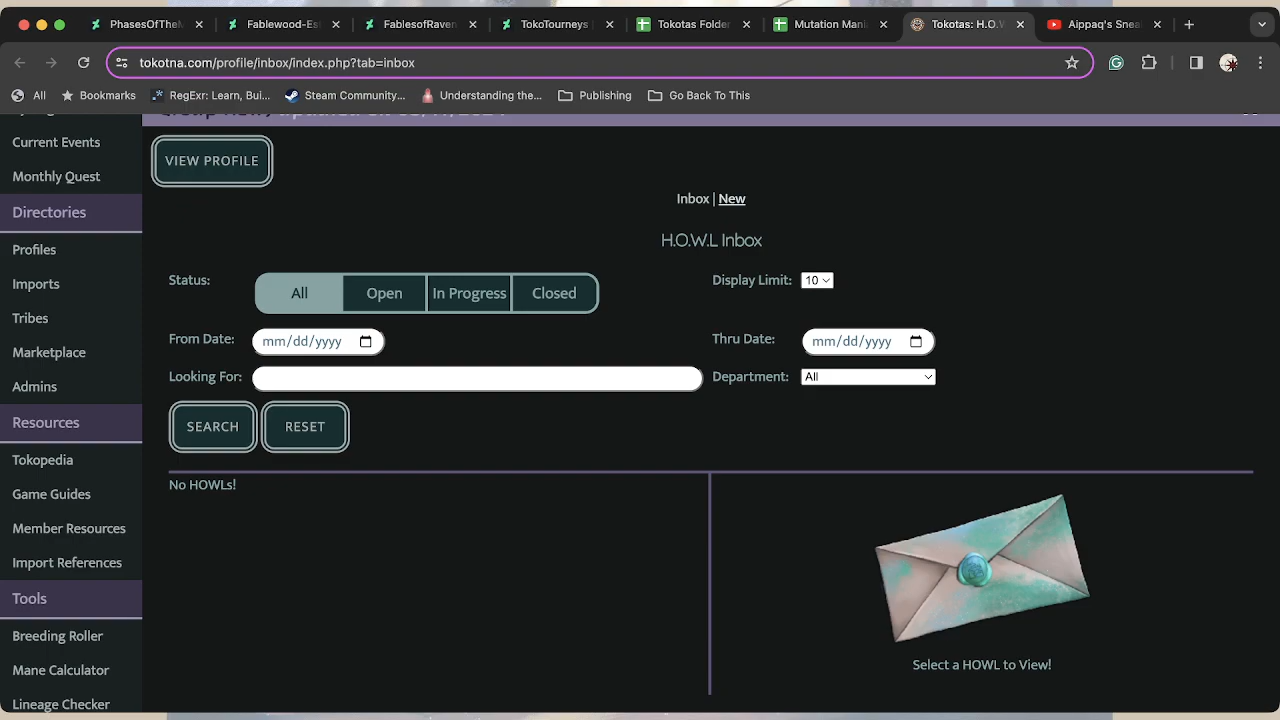 PhasesOfTheM
Fablewood-Es
FablesofRaven
TokoTourneys
Tokotas Folder
Mutation Mani
Tokotas: H.O.W
Aippaq's Snea
tokotna.com/profile/inbox/index.php?tab=inbox
All
Bookmarks
RegExr: Learn, Bui...
Steam Community...
Understanding the...
Publishing
Go Back To This
Current Events
Monthly Quest
Directories
Profiles
Imports
Tribes
Marketplace
Admins
Resources
Tokopedia
Game Guides
Member Resources
Import References
Tools
Breeding Roller
Mane Calculator
Lineage Checker
VIEW PROFILE
Inbox | New
H.O.W.L Inbox
Status:
All
Open
In Progress
Closed
Display Limit: 10
From Date: mm/dd/yyyy
Thru Date: mm/dd/yyyy
Looking For:
Department: All
SEARCH
RESET
No HOWLs!
Select a HOWL to View!